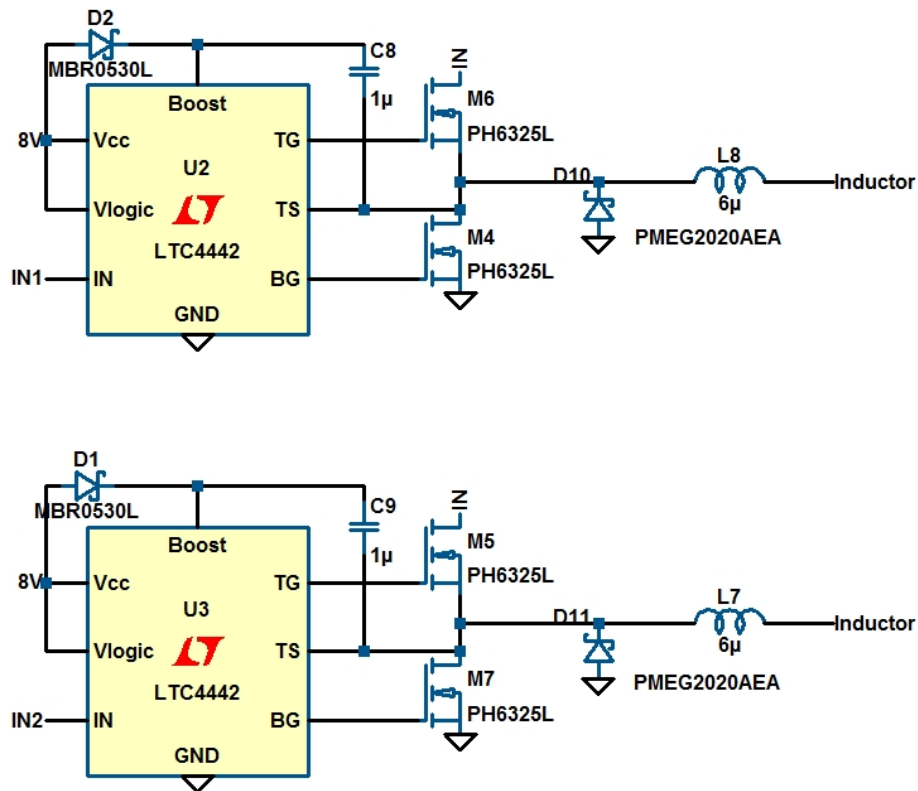 D2
MBR0530L
C8
1µ
IN
Boost
M6
PH6325L
8V
Vcc
TG
U2
D10
L8
6µ
Inductor
Vlogic
TS
LTC4442
M4
PH6325L
PMEG2020AEA
IN1
IN
BG
GND
D1
MBR0530L
C9
1µ
IN
Boost
M5
PH6325L
8V
Vcc
TG
U3
D11
L7
6µ
Inductor
Vlogic
TS
LTC4442
M7
PH6325L
PMEG2020AEA
IN2
IN
BG
GND